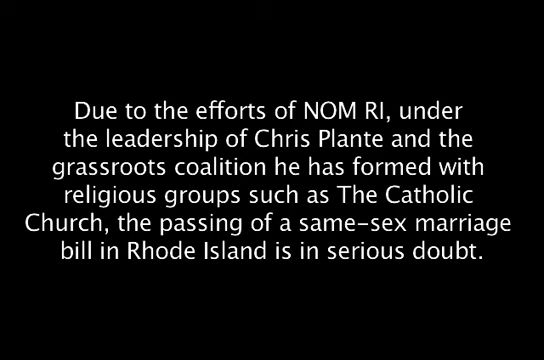 Due to the efforts of NOM RI, under
the leadership of Chris Plante and the
grassroots coalition he has formed with
religious groups such as The Catholic
Church, the passing of a same-sex marriage
bill in Rhode Island is in serious doubt.